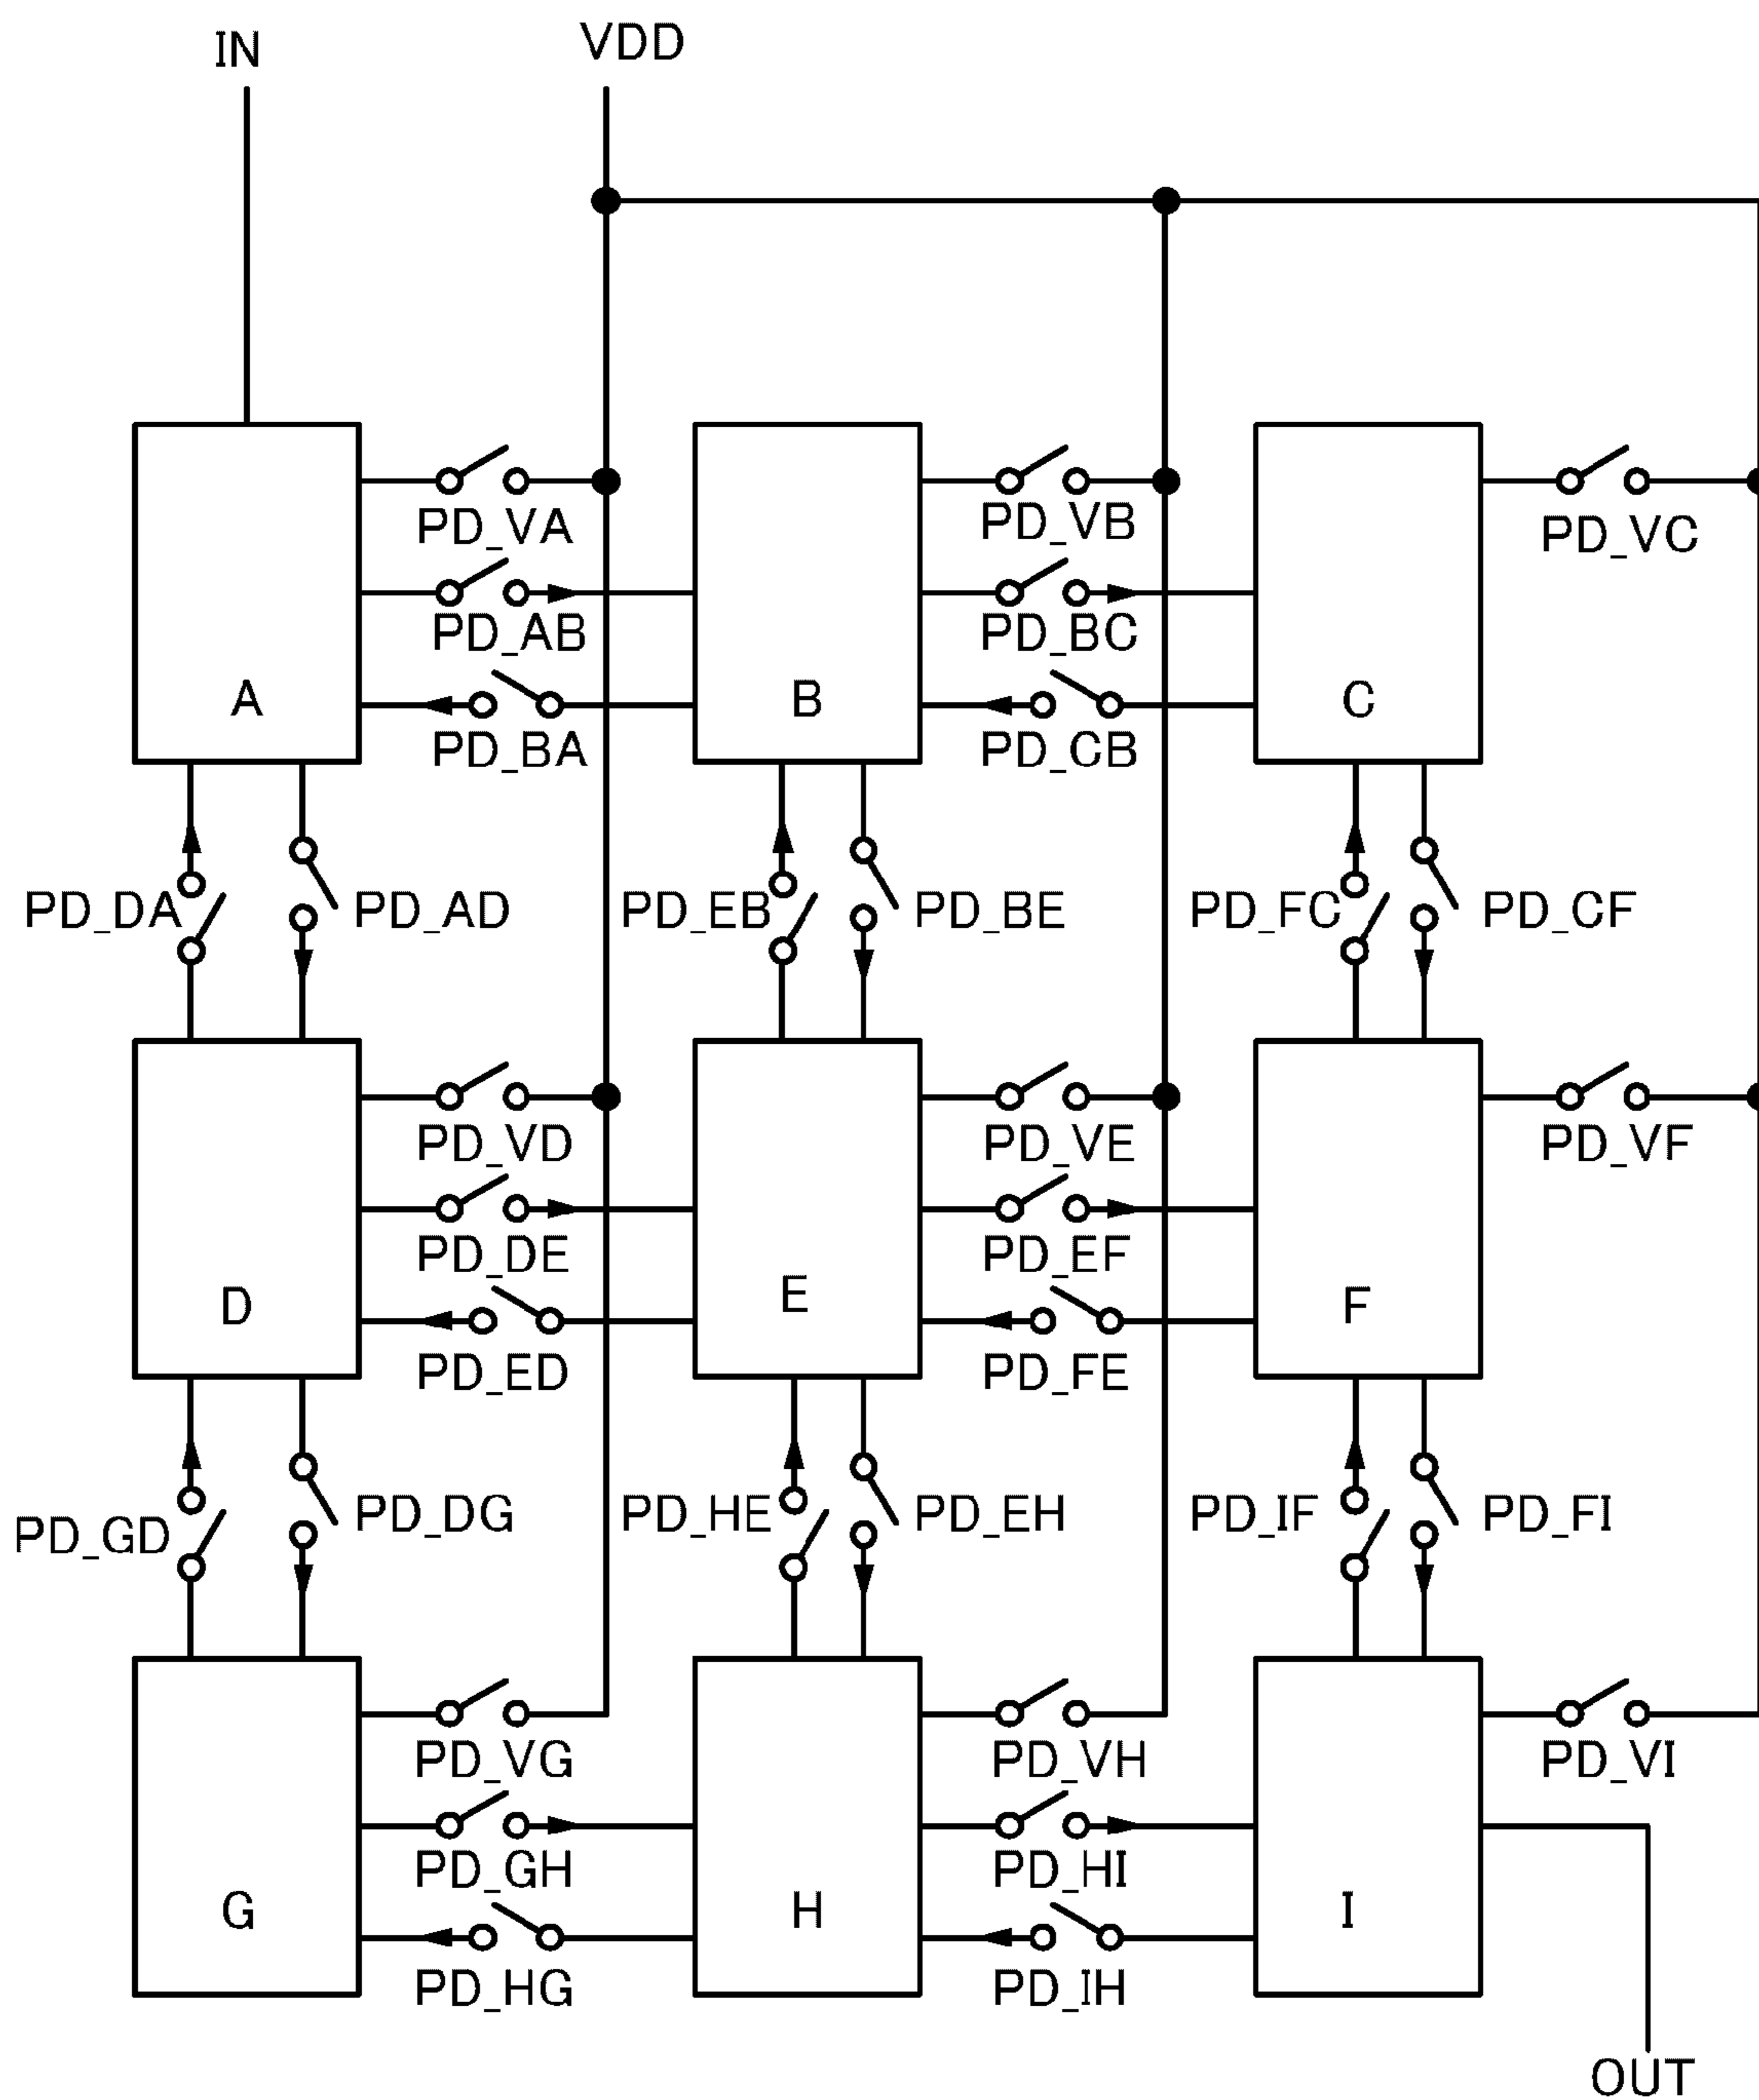 IN
VDD
PD_VA
PD_VB
PD_VC
PD_AB
PD_BC
A
B
C
PD_BA
PD_CB
PD_DA
PD_AD
PD_EB
PD_BE
PD_FC
PD_CF
PD_VD
PD_VE
PD_VF
PD_DE
PD_EF
D
E
F
PD_ED
PD_FE
PD_GD
PD_DG
PD_HE
PD_EH
PD_IF
PD_FI
PD_VG
PD_VH
PD_VI
PD_GH
PD_HI
G
H
I
PD_HG
PD_IH
OUT